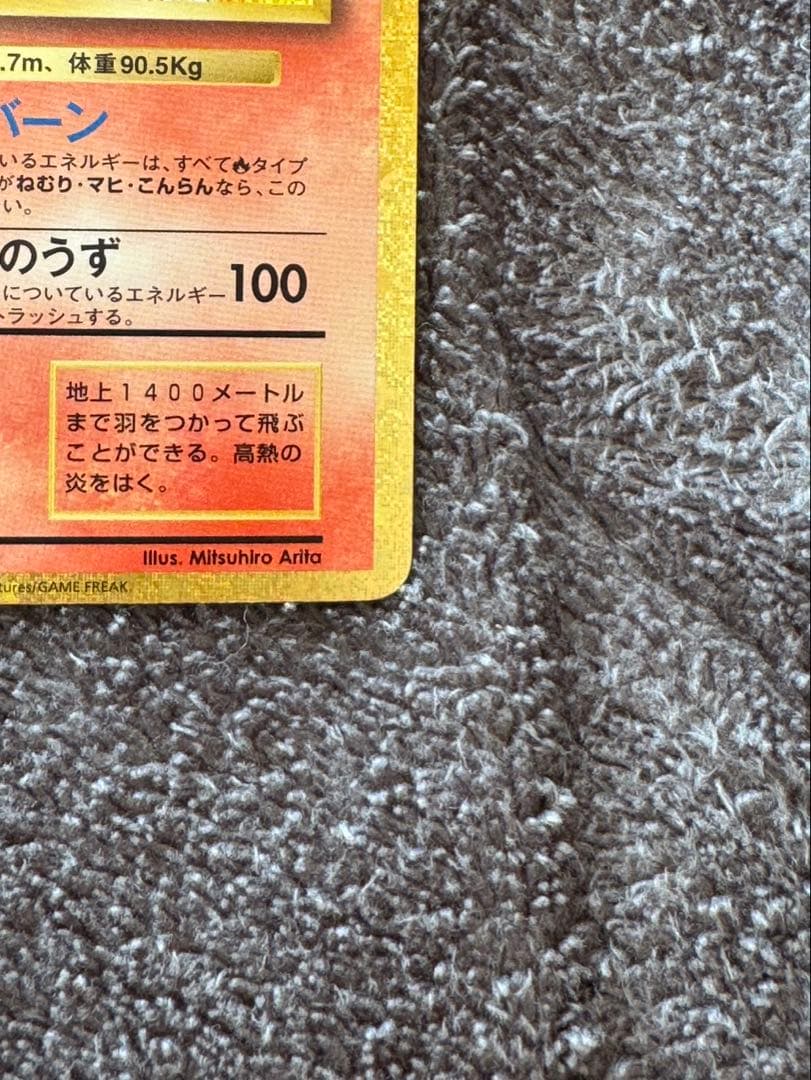 .7m、体重90.5Kg
バーン
いるエネルギーは、すべて🔥タイプ
がねむり・マヒ・こんらんなら、この
い。
のうず
についているエネルギー 100
トラッシュする。
地上1400メートル
まで羽をつかって飛ぶ
ことができる。高熱の
炎をはく。
Illus. Mitsuhiro Arita
tures/GAME FREAK.